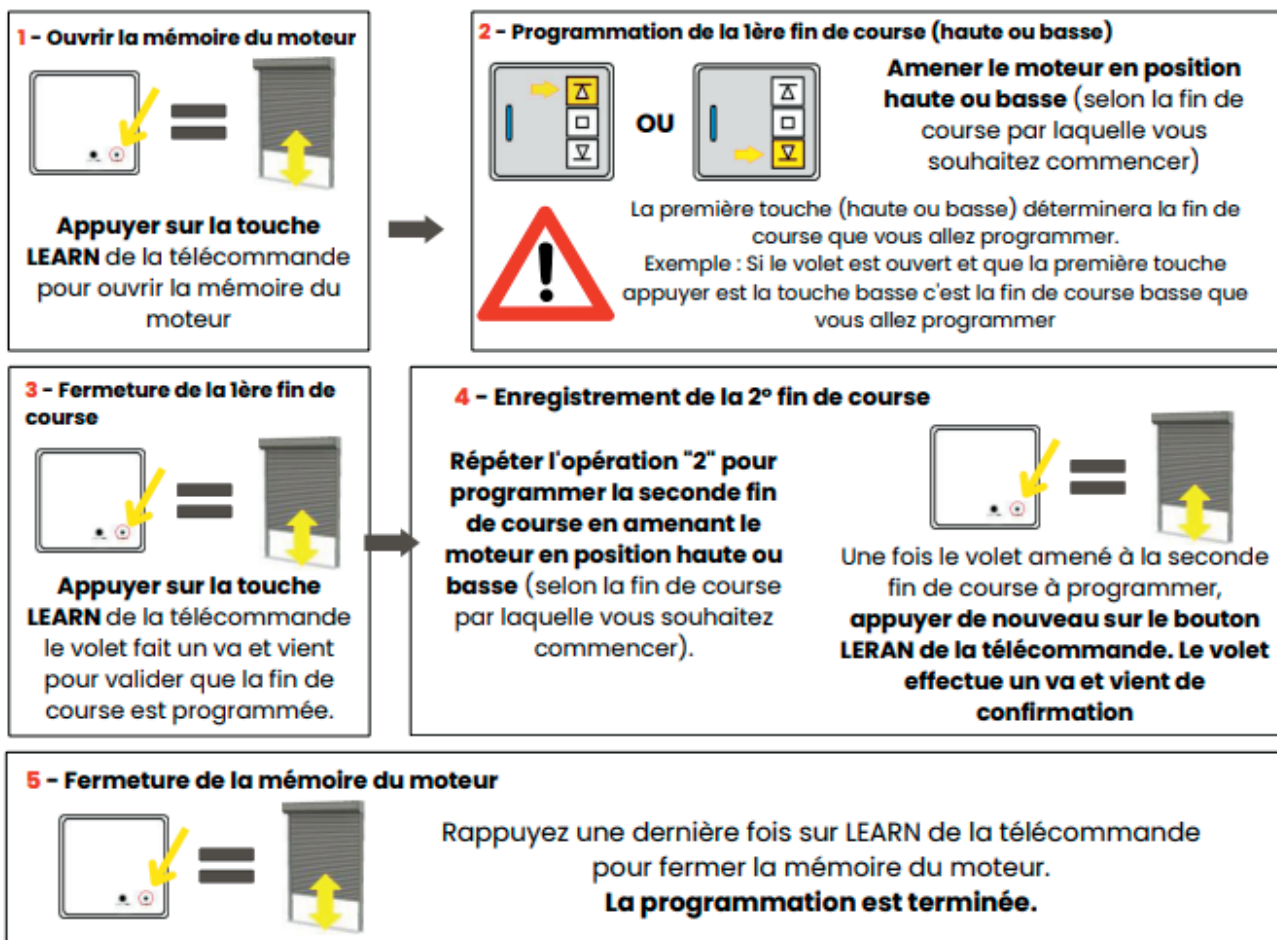 1 - Ouvrir la mémoire du moteur
Appuyer sur la touche
LEARN de la télécommande
pour ouvrir la mémoire du
moteur
2 - Programmation de la 1ère fin de course (haute ou basse)
OU
Amener le moteur en position
haute ou basse (selon la fin de
course par laquelle vous
souhaitez commencer)
La première touche (haute ou basse) déterminera la fin de
course que vous allez programmer.
Exemple : Si le volet est ouvert et que la première touche
appuyer est la touche basse c'est la fin de course basse que
vous allez programmer
3 - Fermeture de la 1ère fin de
course
Appuyer sur la touche
LEARN de la télécommande
le volet fait un va et vient
pour valider que la fin de
course est programmée.
4 - Enregistrement de la 2° fin de course
Répéter l'opération "2" pour
programmer la seconde fin
de course en amenant le
moteur en position haute ou
basse (selon la fin de course
par laquelle vous souhaitez
commencer).
Une fois le volet amené à la seconde
fin de course à programmer,
appuyer de nouveau sur le bouton
LERAN de la télécommande. Le volet
effectue un va et vient de
confirmation
5 - Fermeture de la mémoire du moteur
Rappuyez une dernière fois sur LEARN de la télécommande
pour fermer la mémoire du moteur.
La programmation est terminée.